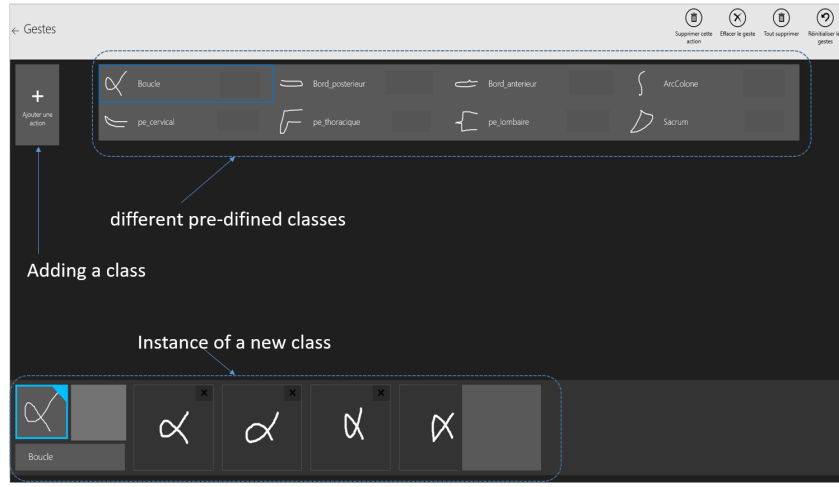 ← Gestes
Supprimer cette
action
Effacer le geste
Tout supprimer
Réinitialiser le
gestes
+
Ajouter une
action
Boucle
Bord_posterieur
Bord_anterieur
ArcColone
pe_cervical
pe_thoracique
pe_lombaire
Sacrum
different pre-difined classes
Adding a class
Instance of a new class
Boucle